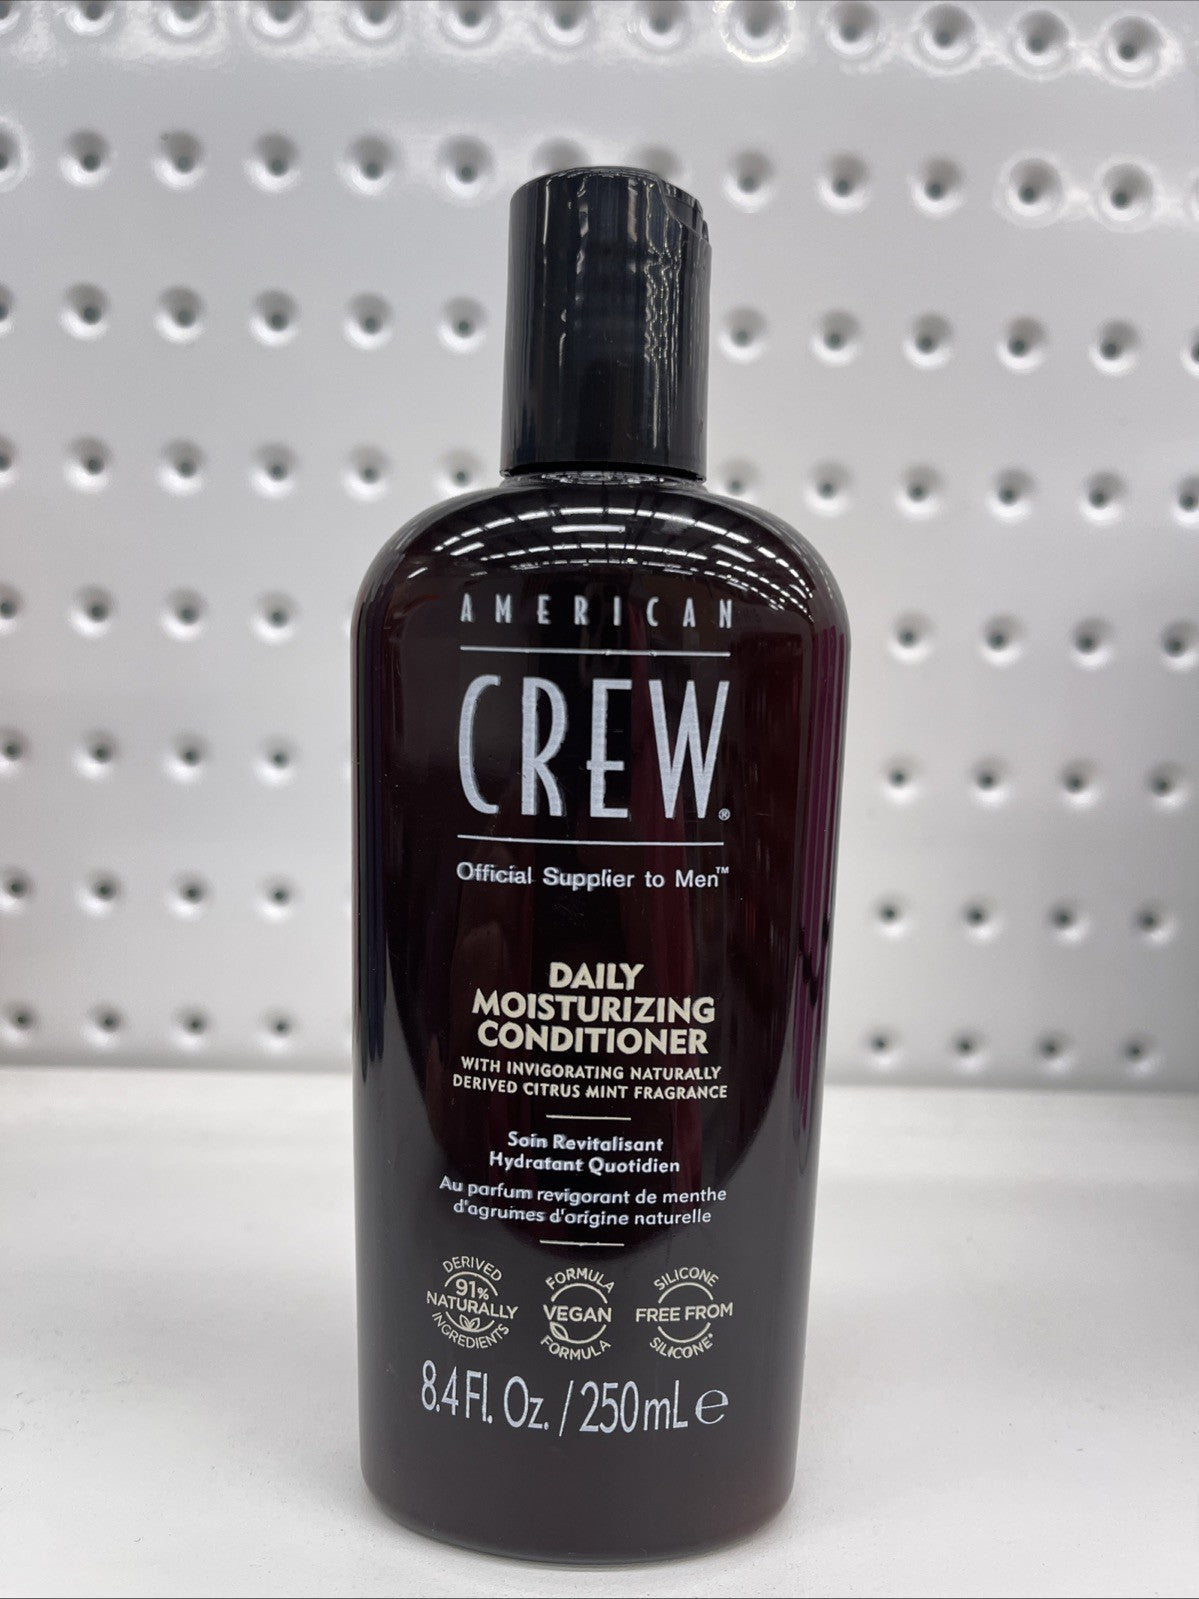 AMERICAN
CREW®
Official Supplier to Men™
DAILY
MOISTURIZING
CONDITIONER
WITH INVIGORATING NATURALLY
DERIVED CITRUS MINT FRAGRANCE
Soin Revitalisant
Hydratant Quotidien
Au parfum revigorant de menthe
d'agrumes d'origine naturelle
DERIVED
91%
NATURALLY
INGREDIENTS
FORMULA
VEGAN
FORMULA
SILICONE
FREE FROM
SILICONE*
8.4 Fl. Oz. / 250 mL ℮